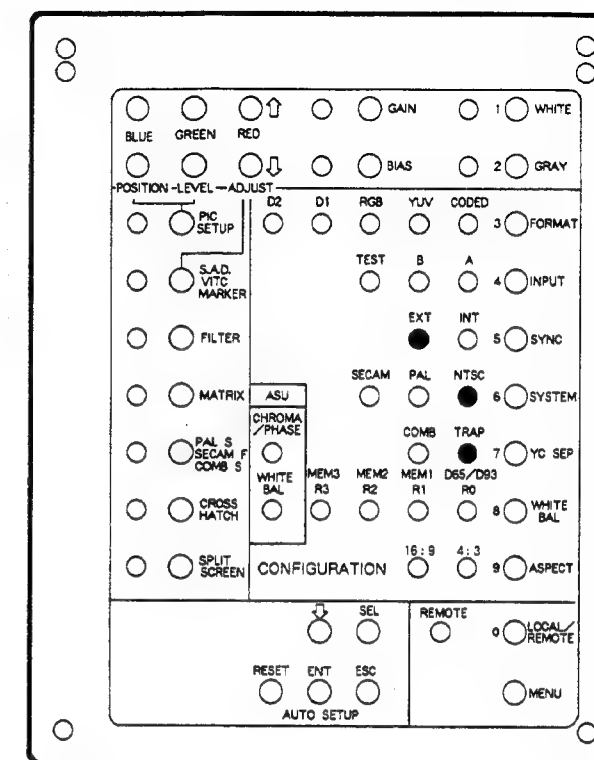 GAIN 1 WHITE
BLUE GREEN RED
BIAS 2 GRAY
POSITION-LEVEL-ADJUST
D2 D1 RGB YUV CODED
PIC SETUP 3 FORMAT
TEST B A
S.A.D. VITC MARKER 4 INPUT
EXT INT
FILTER 5 SYNC
SECAM PAL NTSC
MATRIX ASU 6 SYSTEM
CHROMA /PHASE
COMB TRAP
PAL S SECAM F COMB S 7 YC SEP
WHITE BAL MEM3 MEM2 MEM1 D65/D93
R3 R2 R1 R0
CROSS HATCH 8 WHITE BAL
16:9 4:3
SPLIT SCREEN CONFIGURATION 9 ASPECT
SEL REMOTE
0 LOCAL/ REMOTE
RESET ENT ESC
MENU
AUTO SETUP